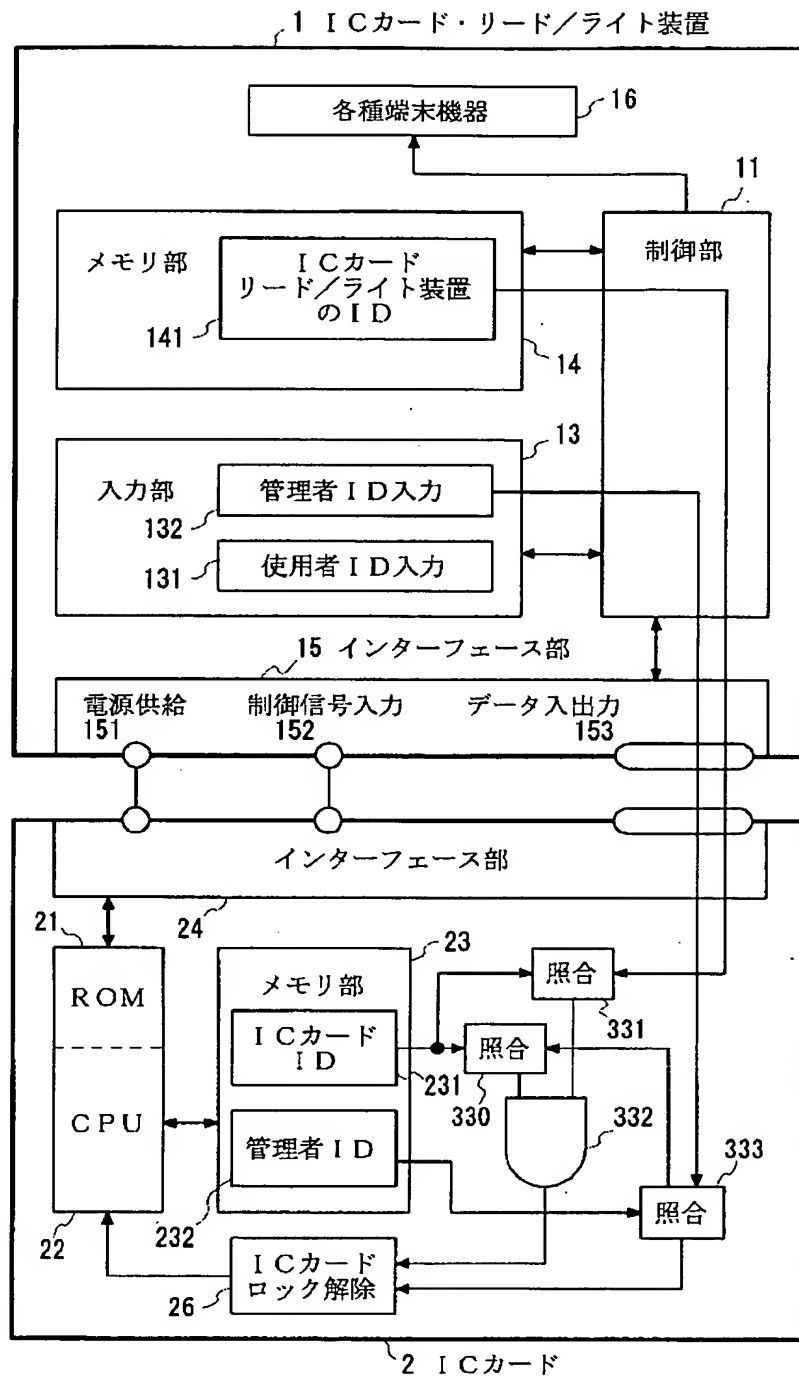 1 ICカード・リード/ライト装置
各種端末機器
16
11
メモリ部
ICカード
リード/ライト装置
のID
制御部
141
14
13
入力部
管理者ID入力
132
使用者ID入力
131
15 インターフェース部
電源供給
制御信号入力
データ入出力
151
152
153
インターフェース部
24
21
23
ROM
メモリ部
照合
331
ICカード
ID
231
照合
330
CPU
332
管理者ID
333
照合
232
22
ICカード
ロック解除
26
2 ICカード